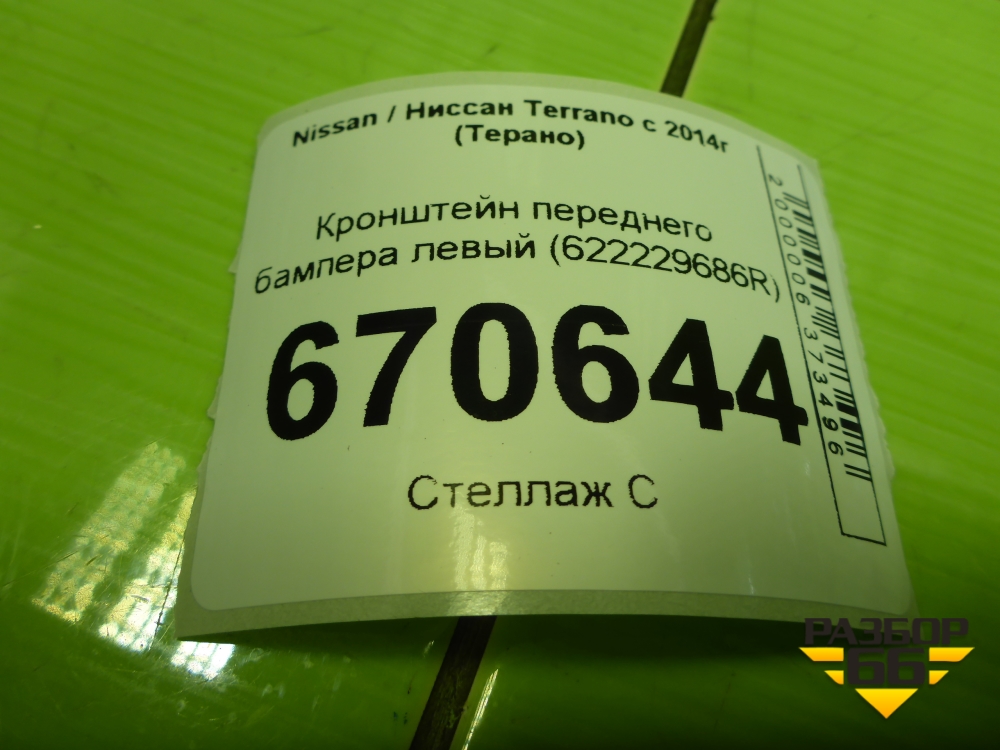 Nissan / Ниссан Terrano с 2014г
(Терано)
Кронштейн переднего
бампера левый (622229686R)
670644
Стеллаж С
2000006373496
РАЗБОР
66